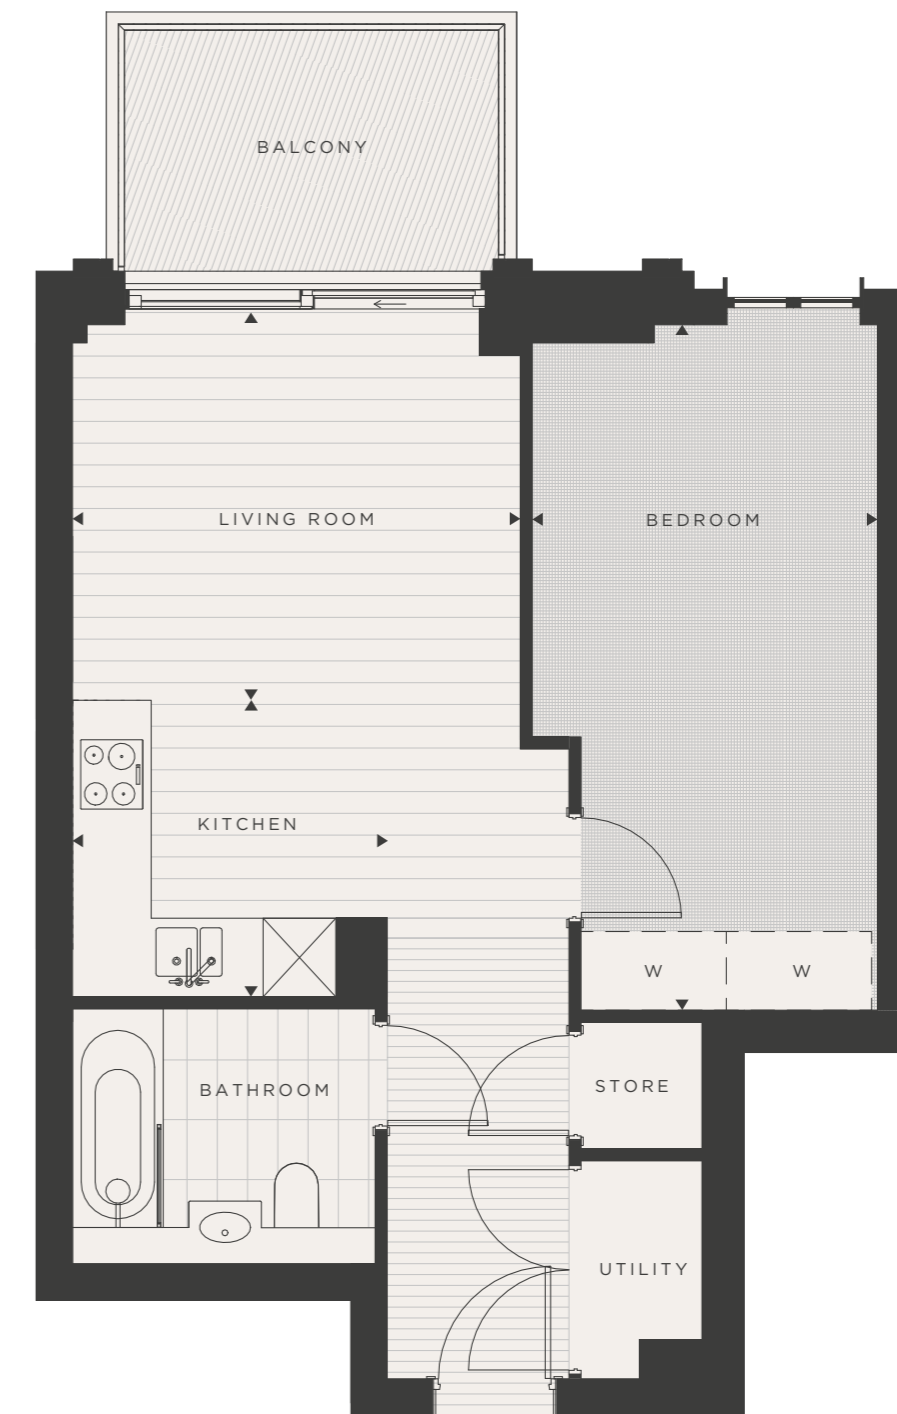 BALCONY
LIVING ROOM
BEDROOM
KITCHEN
W
W
BATHROOM
STORE
UTILITY